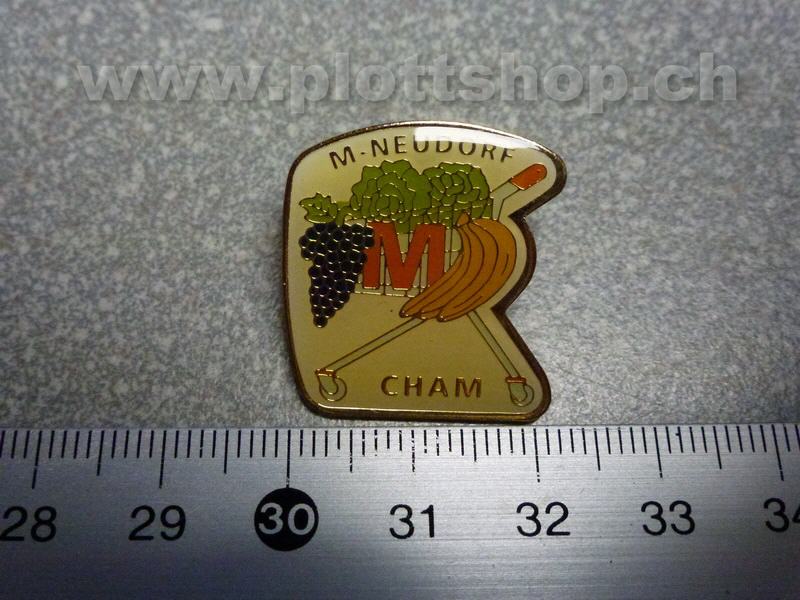 www.plottshop.ch
M-NEUDORF
M
CHAM
28 29 30 31 32 33 34